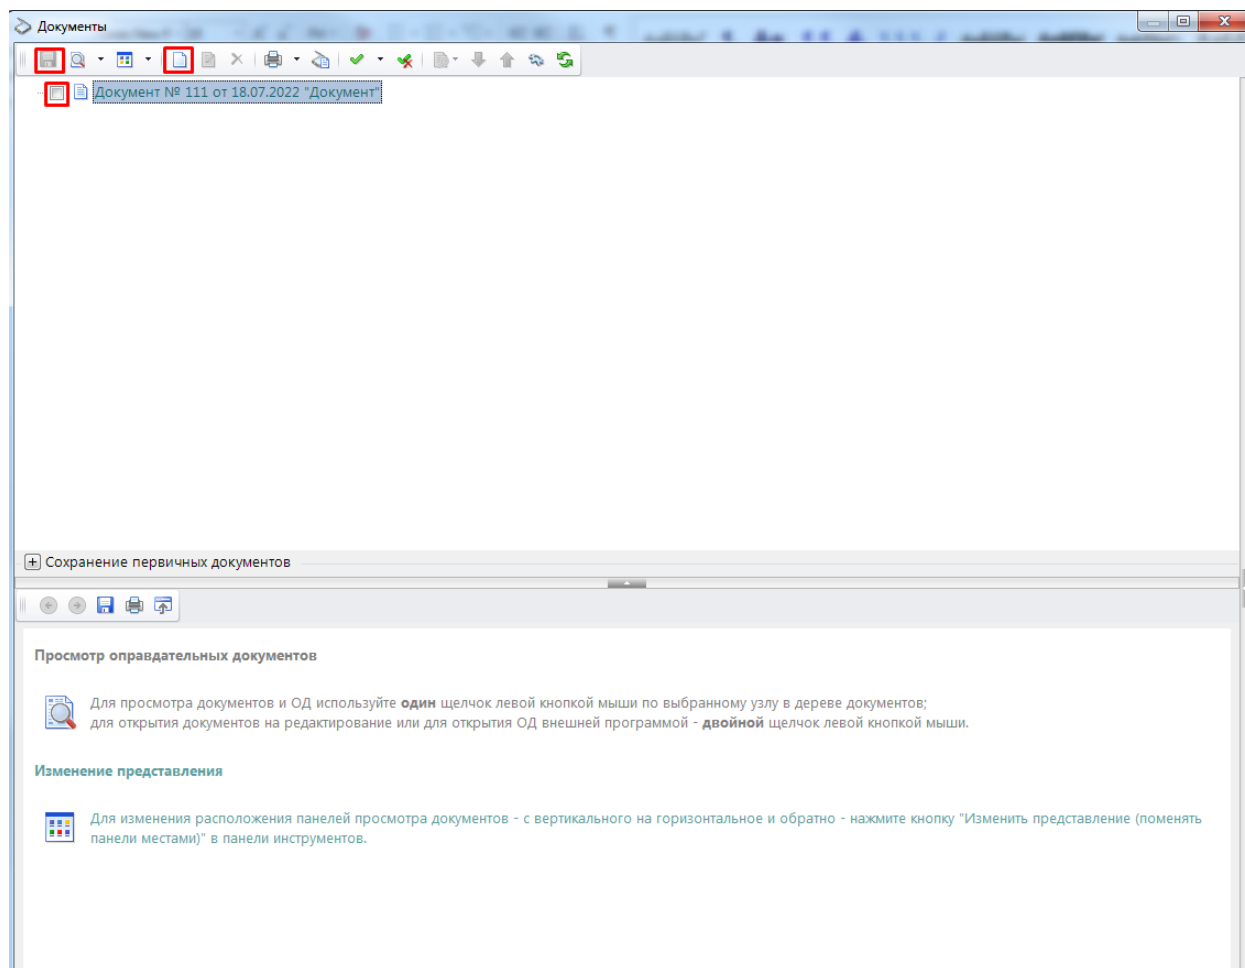 Документы
Документ № 111 от 18.07.2022 "Документ"
Сохранение первичных документов
Просмотр оправдательных документов
Для просмотра документов и ОД используйте один щелчок левой кнопкой мыши по выбранному узлу в дереве документов;
для открытия документов на редактирование или для открытия ОД внешней программой - двойной щелчок левой кнопкой мыши.
Изменение представления
Для изменения расположения панелей просмотра документов - с вертикального на горизонтальное и обратно - нажмите кнопку "Изменить представление (поменять
панели местами)" в панели инструментов.